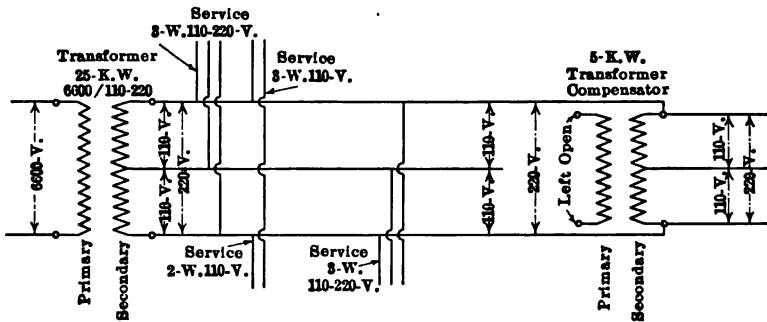 Service
3-W.110-220-V.
Transformer
25-K.W.
6600/110-220
Service
3-W.110-V.
5-K.W.
Transformer
Compensator
6600-V.
110-V.
110-V.
220-V.
110-V.
110-V.
220-V.
Left Open
110-V.
110-V.
220-V.
Primary
Secondary
Service
2-W.110-V.
Service
3-W.
110-220-V.
Primary
Secondary